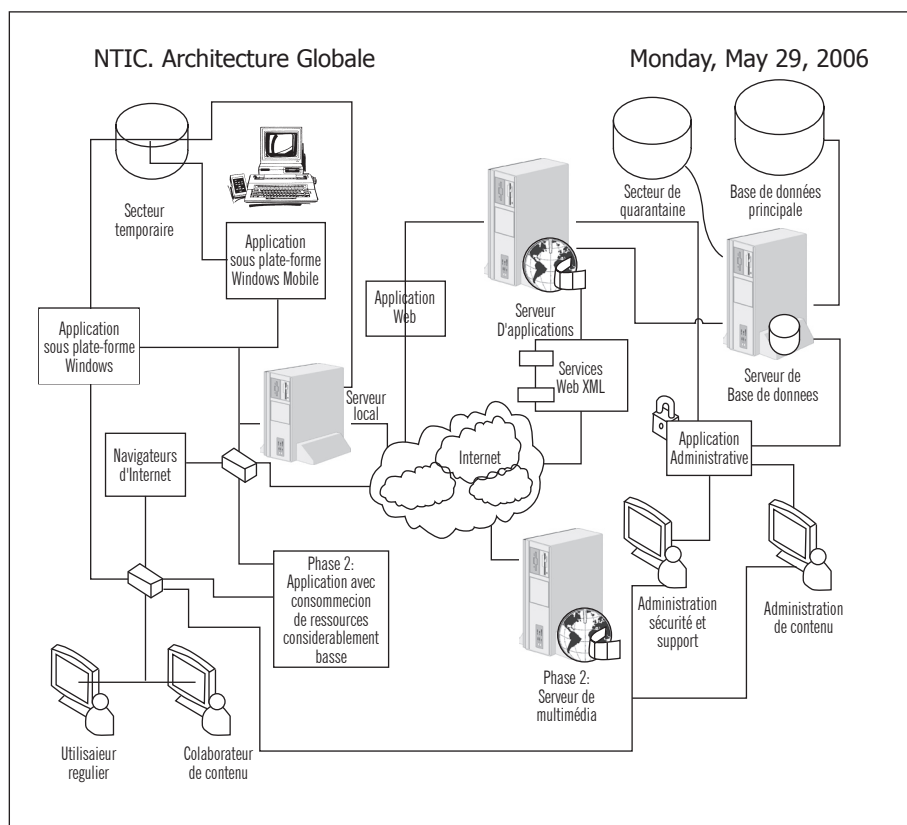 NTIC. Architecture Globale
Monday, May 29, 2006
Secteur
temporaire
Application
sous plate-forme
Windows Mobile
Application
sous plate-forme
Windows
Serveur
local
Navigateurs
d'Internet
Phase 2:
Application avec
consommecion
de ressources
considerablement
basse
Utilisaieur
regulier
Colaborateur
de contenu
Application
Web
Serveur
D'applications
Services
Web XML
Internet
Phase 2:
Serveur de
multimédia
Secteur de
quarantaine
Base de données
principale
Serveur de
Base de donnees
Application
Administrative
Administration
sécurité et
support
Administration
de contenu